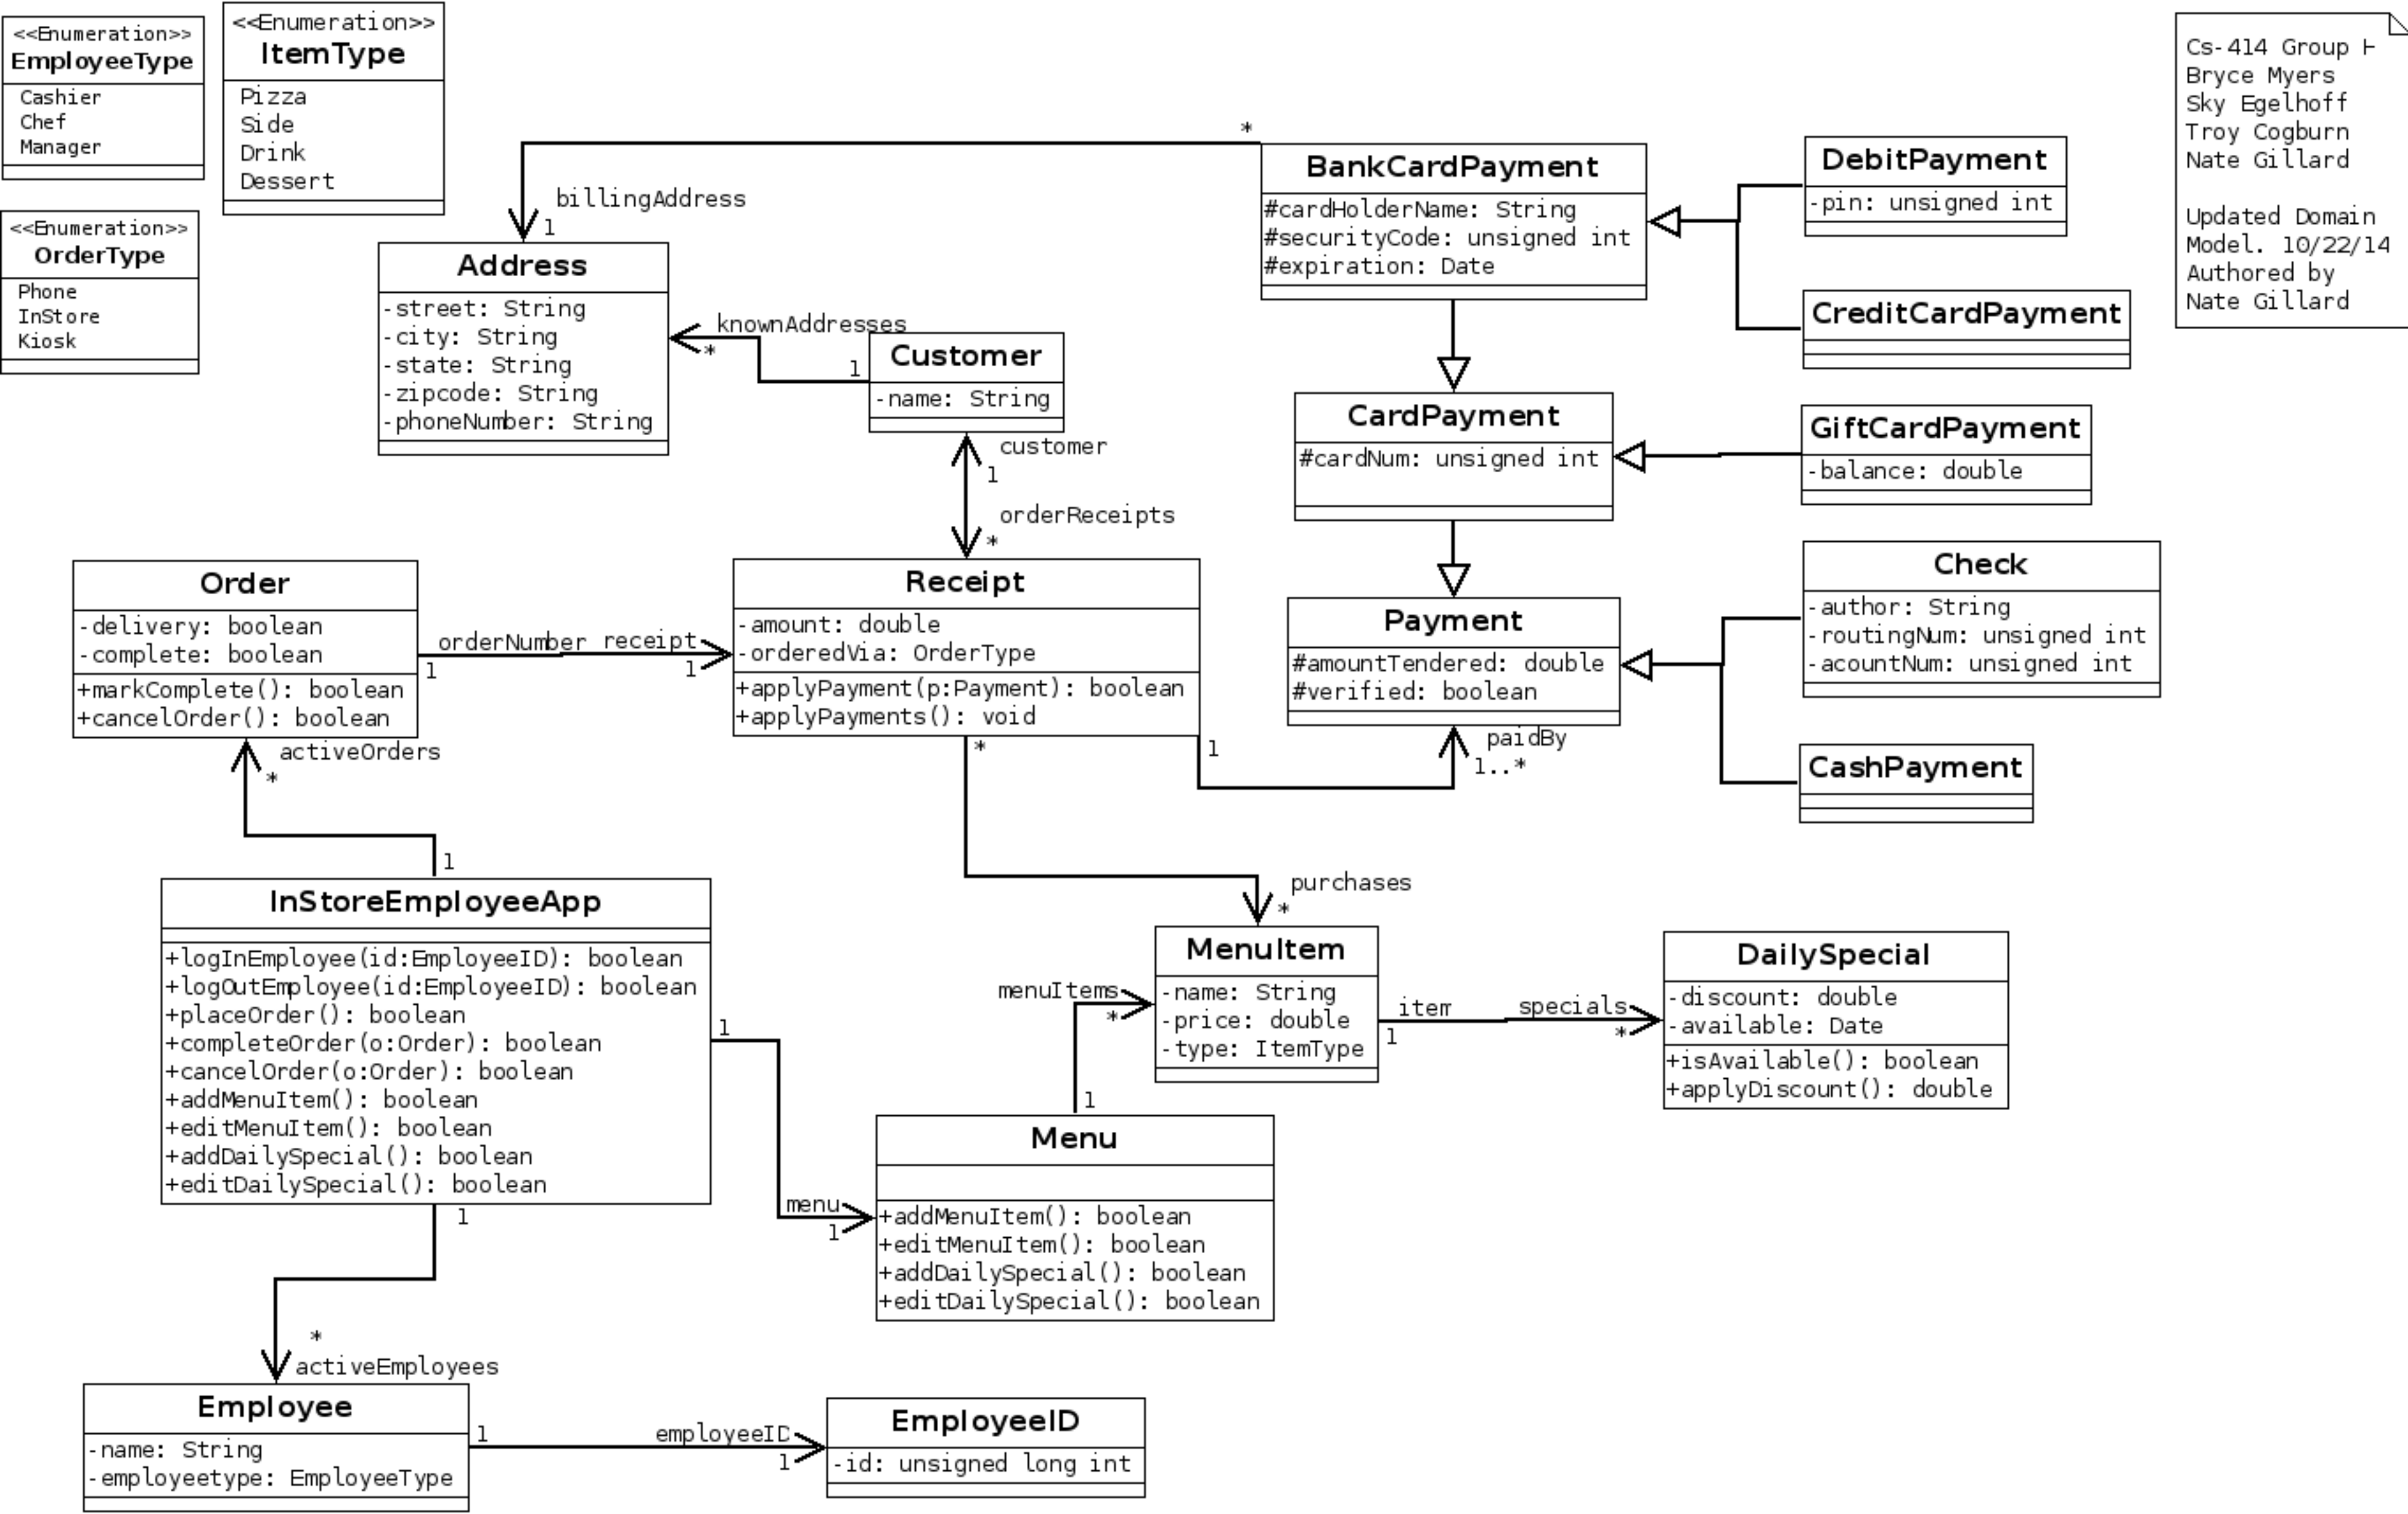 <<Enumeration>>
EmployeeType
Cashier
Chef
Manager
<<Enumeration>>
ItemType
Pizza
Side
Drink
Dessert
<<Enumeration>>
OrderType
Phone
InStore
Kiosk
Cs-414 Group H
Bryce Myers
Sky Egelhoff
Troy Cogburn
Nate Gillard
Updated Domain
Model. 10/22/14
Authored by
Nate Gillard
*
billingAddress
1
Address
-street: String
-city: String
-state: String
-zipcode: String
-phoneNumber: String
knownAddresses
*
1
Customer
-name: String
customer
1
orderReceipts
*
BankCardPayment
#cardHolderName: String
#securityCode: unsigned int
#expiration: Date
DebitPayment
-pin: unsigned int
CreditCardPayment
CardPayment
#cardNum: unsigned int
GiftCardPayment
-balance: double
Order
-delivery: boolean
-complete: boolean
+markComplete(): boolean
+cancelOrder(): boolean
orderNumber receipt
1 1
Receipt
-amount: double
-orderedVia: OrderType
+applyPayment(p:Payment): boolean
+applyPayments(): void
Payment
#amountTendered: double
#verified: boolean
Check
-author: String
-routingNum: unsigned int
-acountNum: unsigned int
CashPayment
1
paidBy
1..*
*
purchases
*
activeOrders
*
1
InStoreEmployeeApp
+logInEmployee(id:EmployeeID): boolean
+logOutEmployee(id:EmployeeID): boolean
+placeOrder(): boolean
+completeOrder(o:Order): boolean
+cancelOrder(o:Order): boolean
+addMenuItem(): boolean
+editMenuItem(): boolean
+addDailySpecial(): boolean
+editDailySpecial(): boolean
1
menu
1
MenuItem
-name: String
-price: double
-type: ItemType
item specials
1 *
DailySpecial
-discount: double
-available: Date
+isAvailable(): boolean
+applyDiscount(): double
menuItems
*
1
Menu
+addMenuItem(): boolean
+editMenuItem(): boolean
+addDailySpecial(): boolean
+editDailySpecial(): boolean
1
*
activeEmployees
Employee
-name: String
-employeetype: EmployeeType
1
employeeID
1
EmployeeID
-id: unsigned long int